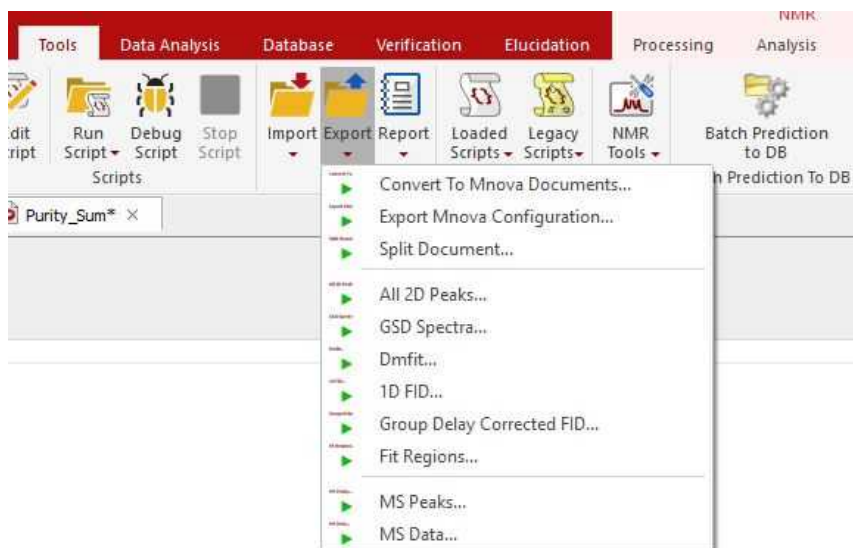 NMR
Tools Data Analysis Database Verification Elucidation Processing Analysis
Run Debug Stop Import Export Report Loaded Legacy NMR Batch Prediction
Script Script Script Scripts Scripts Tools to DB
Scripts h Prediction To DB
Purity_Sum* ×
Convert To Mnova Documents...
Export Mnova Configuration...
Split Document...
All 2D Peaks...
GSD Spectra...
Dmfit...
1D FID...
Group Delay Corrected FID...
Fit Regions...
MS Peaks...
MS Data...